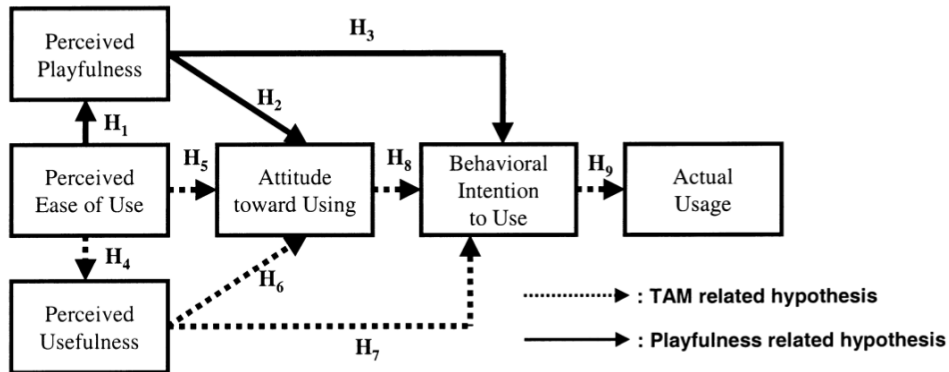 Perceived
Playfulness
H3
H2
H1
Perceived
Ease of Use
H5
Attitude
toward Using
H8
Behavioral
Intention
to Use
H9
Actual
Usage
H4
H6
Perceived
Usefulness
H7
: TAM related hypothesis
: Playfulness related hypothesis